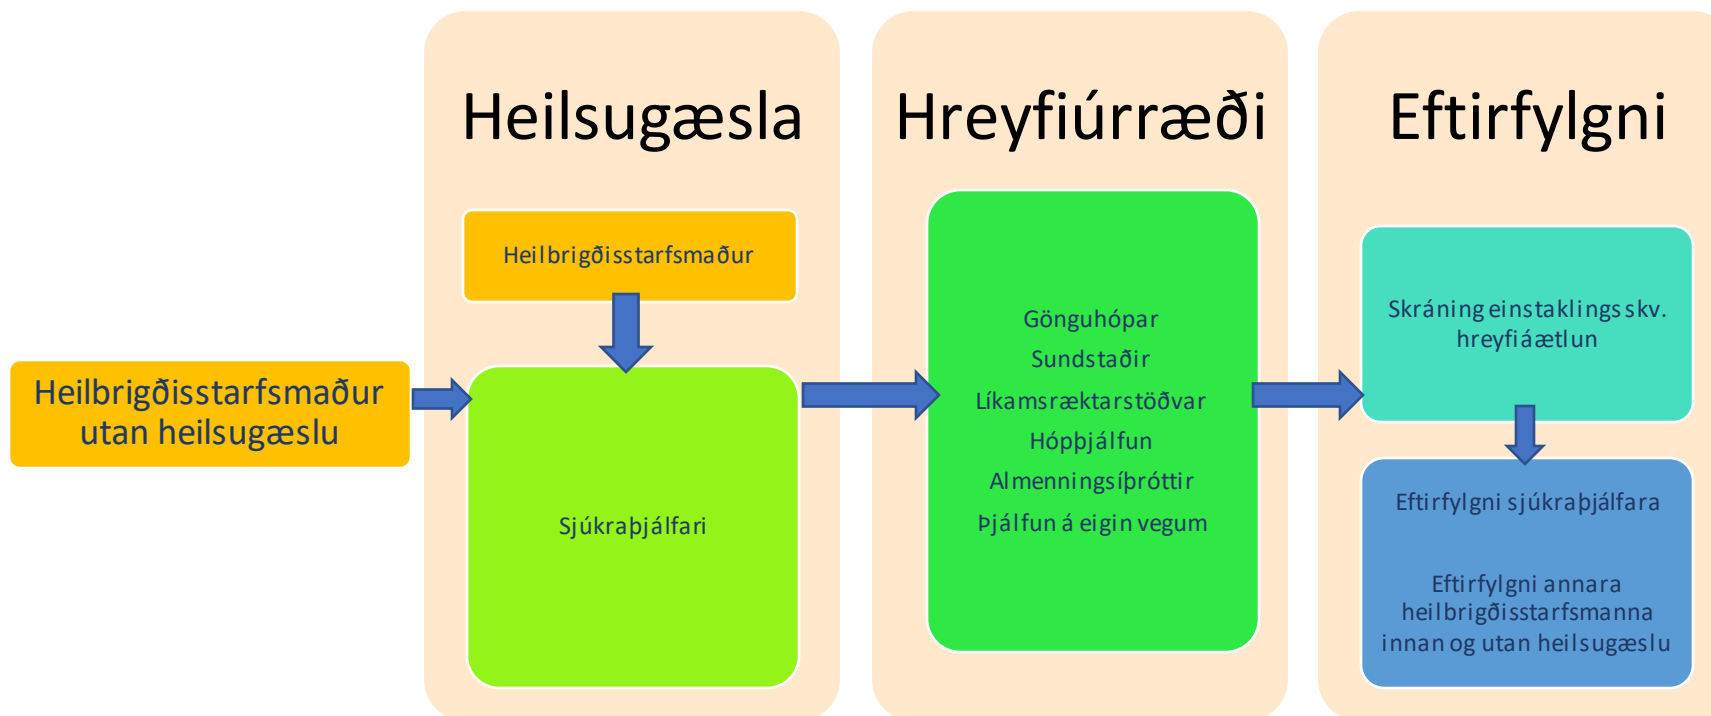 Heilbrigðisstarfsmaður
utan heilsugæslu
Heilsugæsla
Heilbrigðisstarfsmaður
Sjúkraþjálfari
Hreyfiúrræði
Gönguhópar
Sundstaðir
Líkamsræktarstöðvar
Hópþjálfun
Almenningsíþróttir
Þjálfun á eigin vegum
Eftirfylgni
Skráning einstaklings skv.
hreyfiáætlun
Eftirfylgni sjúkraþjálfara
Eftirfylgni annara
heilbrigðisstarfsmanna
innan og utan heilsugæslu